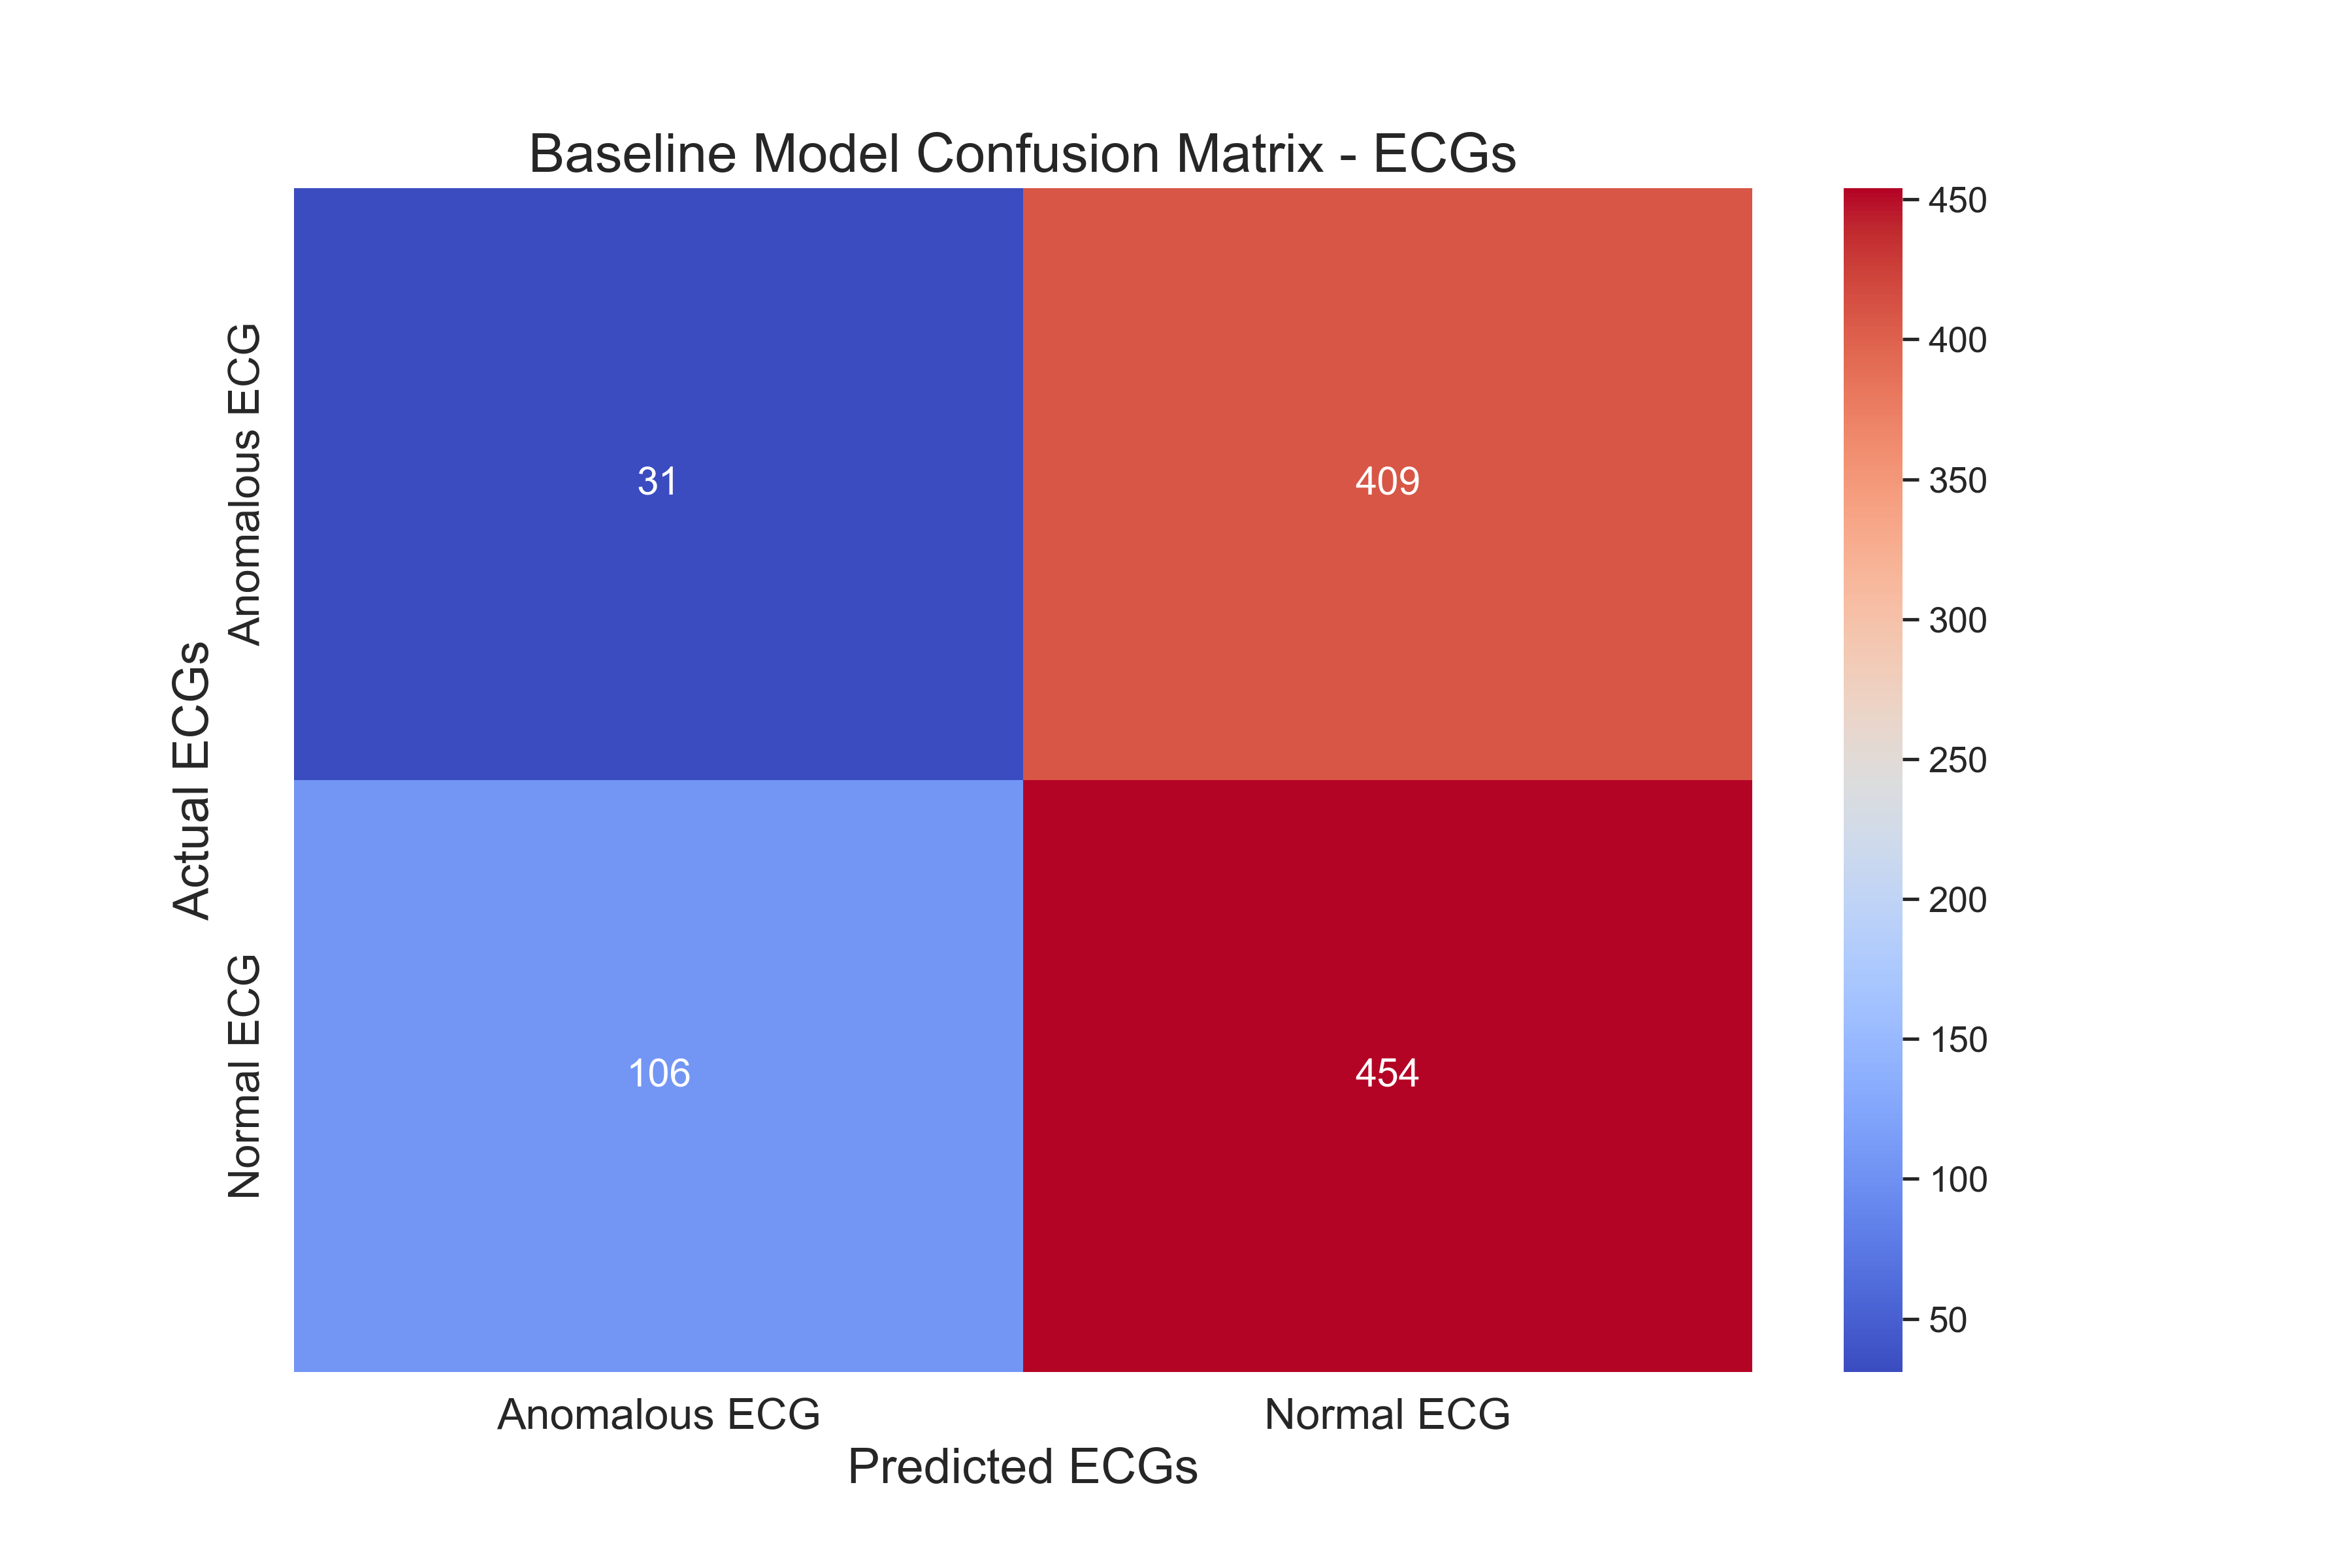 Baseline Model Confusion Matrix - ECGs
Actual ECGs
Anomalous ECG
Normal ECG
31
409
106
454
Anomalous ECG
Normal ECG
Predicted ECGs
450
400
350
300
250
200
150
100
50